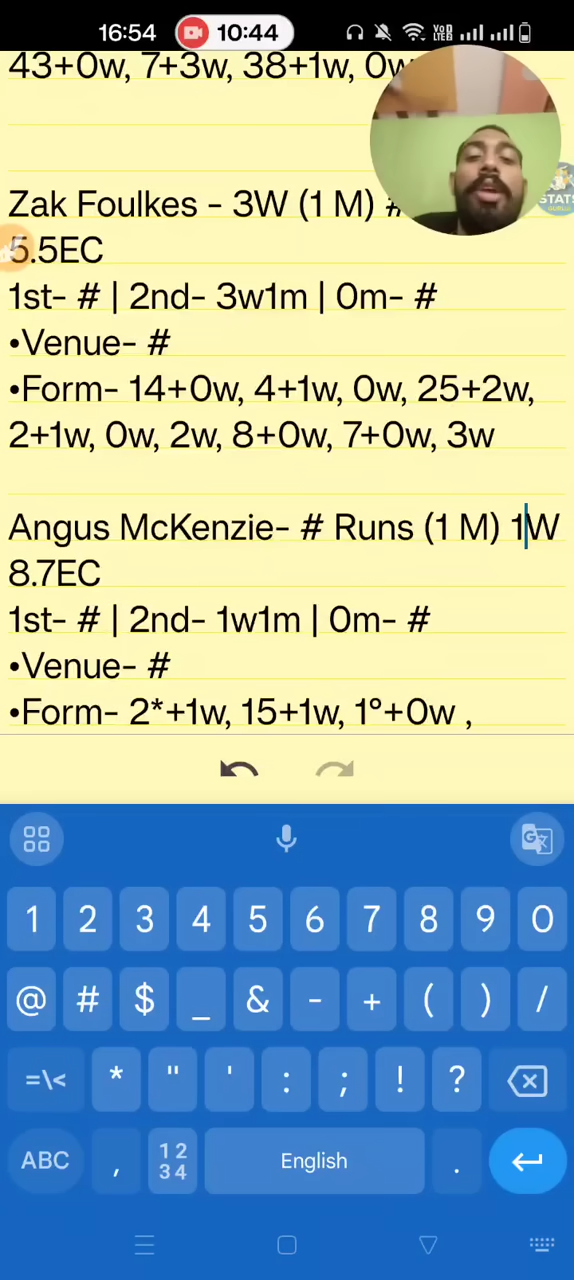 16:54
10:44
Vo)
LTE2
43+0w, 7+3w, 38+1w, 0w
STATS
Zak Foulkes - 3W (1 M) #
5.5EC
1st- # | 2nd- 3w1m | 0m- #
•Venue- #
•Form- 14+0w, 4+1w, 0w, 25+2w,
2+1w, 0w, 2w, 8+0w, 7+0w, 3w
Angus McKenzie- # Runs (1 M) 1W
8.7EC
1st- # | 2nd- 1w1m | 0m- #
•Venue- #
•Form- 2*+1w, 15+1w, 1°+0w ,
1 2 3 4 5 6 7 8 9 0
@ # $ _ & - + ( ) /
=\< * " ' : ; ! ?
ABC , 1 2 3 4 English .